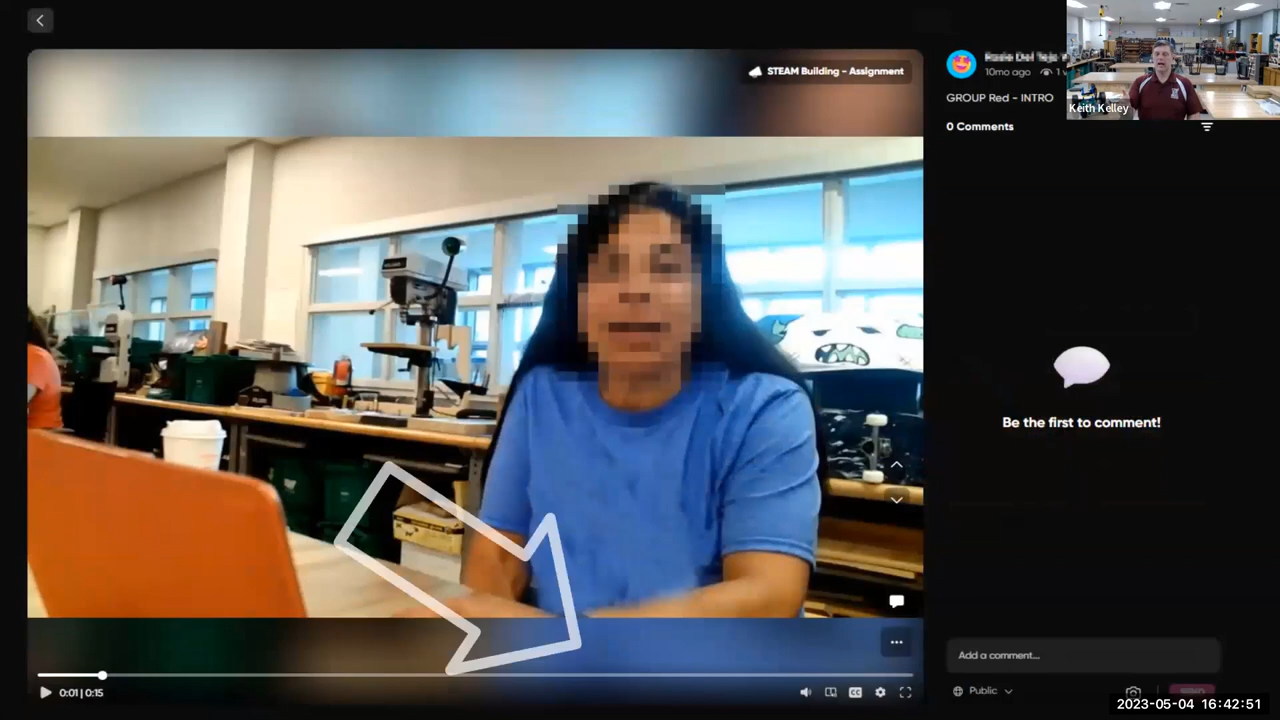 STEAM Building - Assignment
10mo ago
GROUP Red - INTRO
Keith Kelley
0 Comments
Be the first to comment!
Add a comment...
0:01 | 0:15
CC
Public
2023-05-04 16:42:51